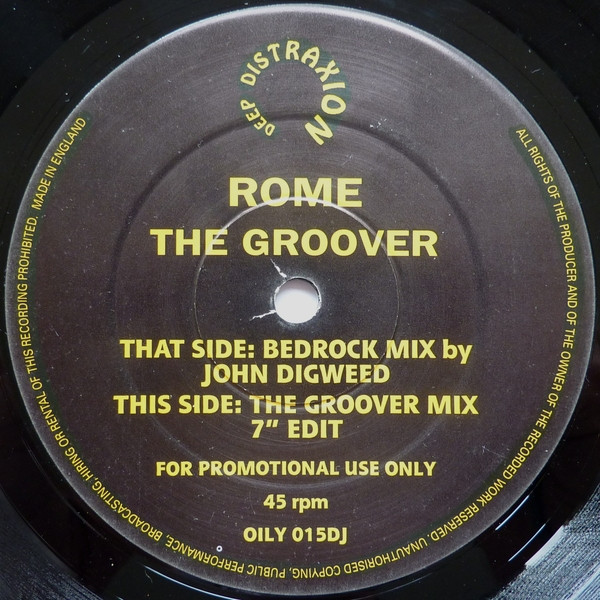 DEEP DISTRAXION
ROME
THE GROOVER
THAT SIDE: BEDROCK MIX by
JOHN DIGWEED
THIS SIDE: THE GROOVER MIX
7" EDIT
FOR PROMOTIONAL USE ONLY
45 rpm
OILY 015DJ
ALL RIGHTS OF THE PRODUCER AND OF THE OWNER OF THE RECORDED WORK RESERVED. UNAUTHORISED COPYING, PUBLIC PERFORMANCE, BROADCASTING, HIRING OR RENTAL OF THIS RECORDING PROHIBITED. MADE IN ENGLAND